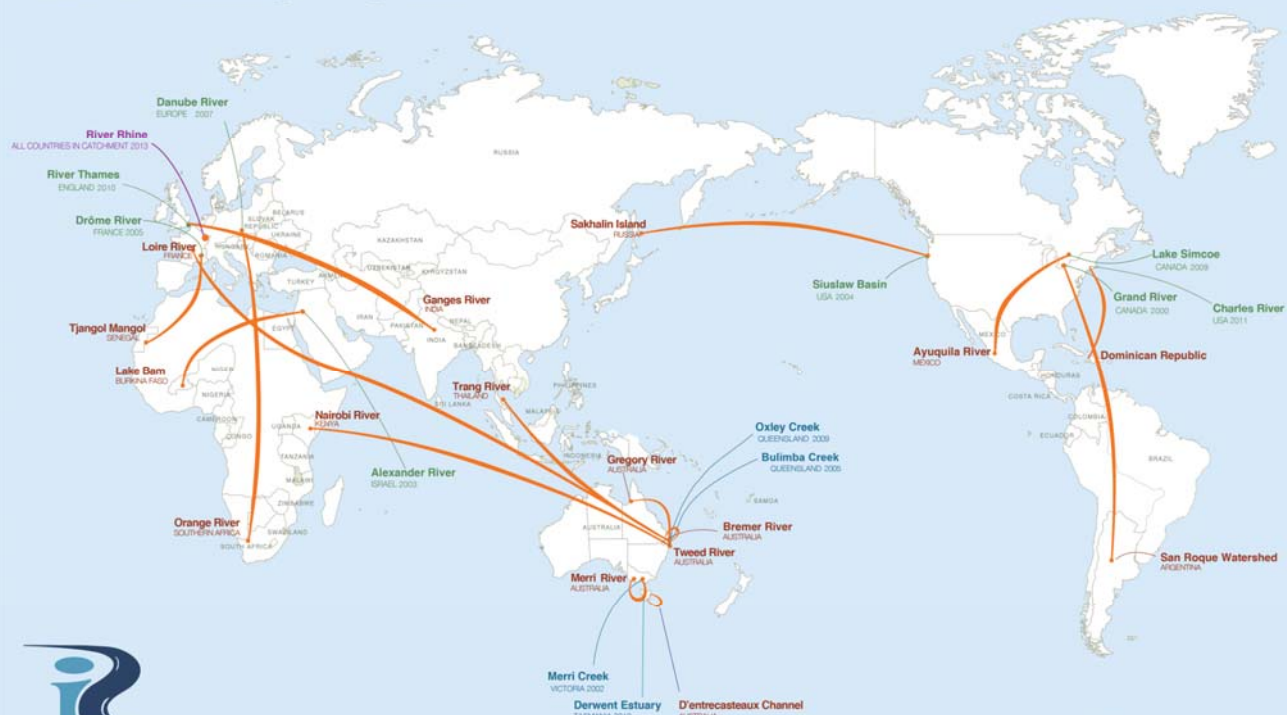 Danube River
EUROPE 2007
River Rhine
ALL COUNTRIES IN CATCHMENT 2013
River Thames
ENGLAND 2010
Drôme River
FRANCE 2005
Loire River
FRANCE
Tjangol Mangol
SENEGAL
Lake Bam
BURKINA FASO
Nairobi River
KENYA
Alexander River
ISRAEL 2003
Orange River
SOUTHERN AFRICA
Ganges River
INDIA
Trang River
THAILAND
Sakhalin Island
RUSSIA
Siuslaw Basin
USA 2004
Lake Simcoe
CANADA 2009
Grand River
CANADA 2000
Charles River
USA 2011
Ayuquila River
MEXICO
Dominican Republic
San Roque Watershed
ARGENTINA
Oxley Creek
QUEENSLAND 2009
Bulimba Creek
QUEENSLAND 2005
Gregory River
AUSTRALIA
Bremer River
AUSTRALIA
Tweed River
AUSTRALIA
Merri River
AUSTRALIA
Merri Creek
VICTORIA 2002
Derwent Estuary
D'entrecasteaux Channel
RUSSIA
BELARUS
SLOVAK
REPUBLIC
UKRAINE
HUNGARY
ROMANIA
KAZAKHSTAN
UZBEKISTAN
KYRGYZSTAN
TURKEY
IRAN
PAKISTAN
NEPAL
INDIA
BANGLADESH
SRI LANKA
EGYPT
NIGER
NIGERIA
CAMEROON
CONGO
UGANDA
TANZANIA
MALAWI
ZIMBABWE
SWAZILAND
SOUTH AFRICA
PHILIPPINES
MALAYSIA
INDONESIA
AUSTRALIA
SAMOA
MEXICO
HONDURAS
COSTA RICA
COLOMBIA
ECUADOR
BRAZIL